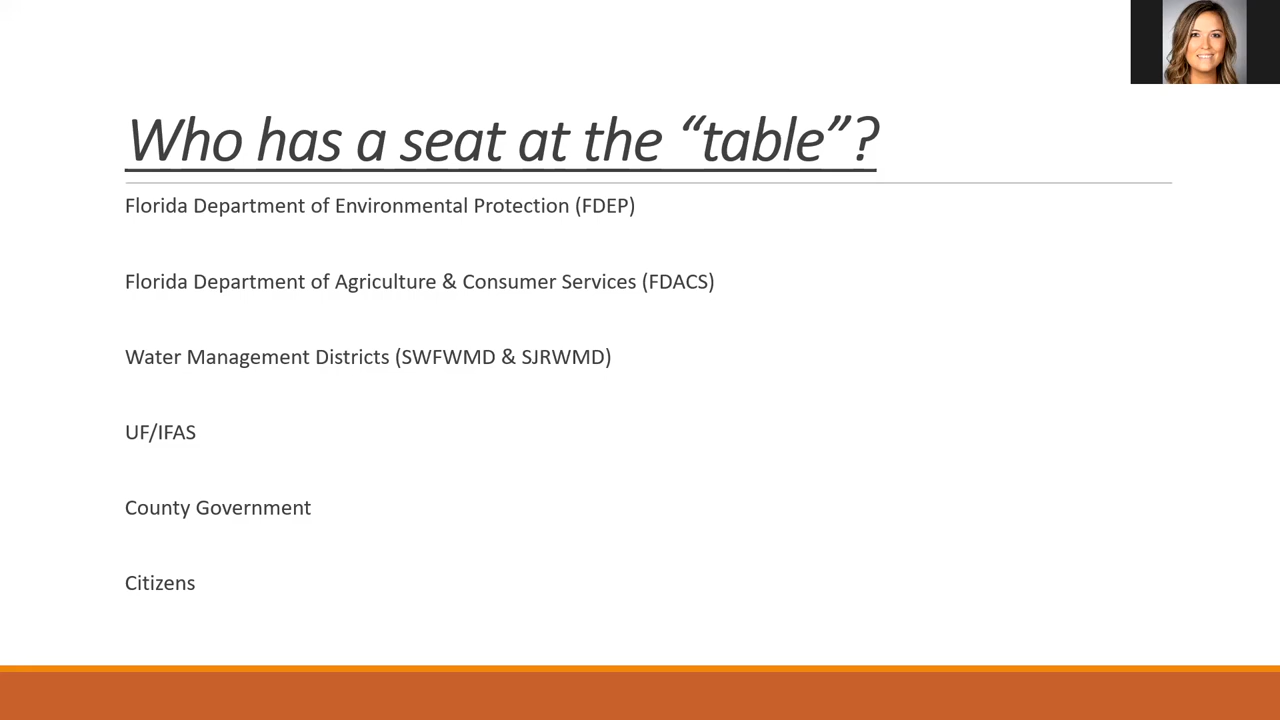 Who has a seat at the “table”?
Florida Department of Environmental Protection (FDEP)
Florida Department of Agriculture & Consumer Services (FDACS)
Water Management Districts (SWFWMD & SJRWMD)
UF/IFAS
County Government
Citizens